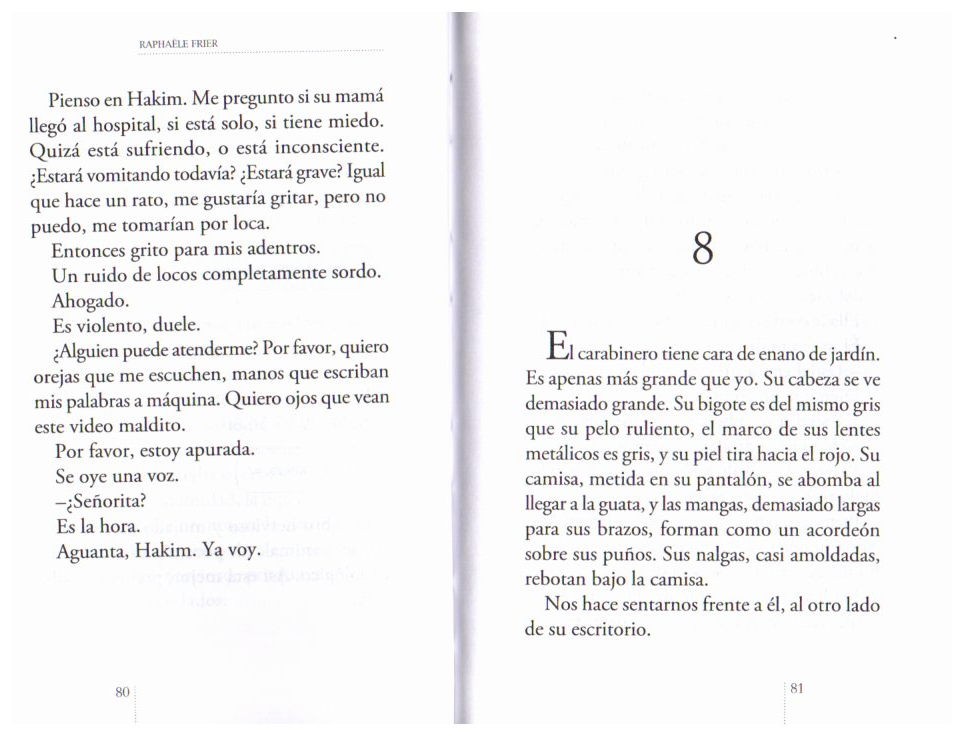 RAPHAËLE FRIER
Pienso en Hakim. Me pregunto si su mamá
llegó al hospital, si está solo, si tiene miedo.
Quizá está sufriendo, o está inconsciente.
¿Estará vomitando todavía? ¿Estará grave? Igual
que hace un rato, me gustaría gritar, pero no
puedo, me tomarían por loca.
Entonces grito para mis adentros.
Un ruido de locos completamente sordo.
Ahogado.
Es violento, duele.
¿Alguien puede atenderme? Por favor, quiero
orejas que me escuchen, manos que escriban
mis palabras a máquina. Quiero ojos que vean
este video maldito.
Por favor, estoy apurada.
Se oye una voz.
–¿Señorita?
Es la hora.
Aguanta, Hakim. Ya voy.
80
8
El carabinero tiene cara de enano de jardín.
Es apenas más grande que yo. Su cabeza se ve
demasiado grande. Su bigote es del mismo gris
que su pelo ruliento, el marco de sus lentes
metálicos es gris, y su piel tira hacia el rojo. Su
camisa, metida en su pantalón, se abomba al
llegar a la guata, y las mangas, demasiado largas
para sus brazos, forman como un acordeón
sobre sus puños. Sus nalgas, casi amoldadas,
rebotan bajo la camisa.
Nos hace sentarnos frente a él, al otro lado
de su escritorio.
81